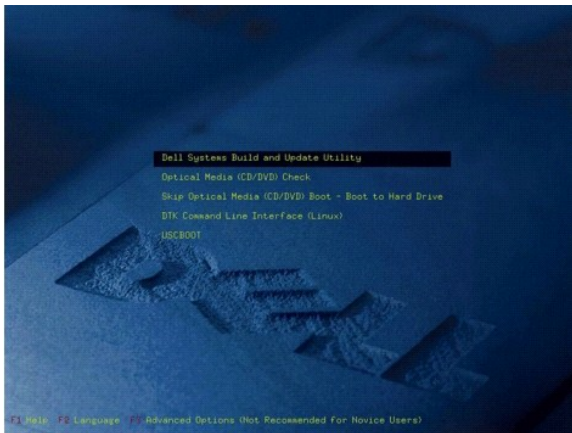 Dell Systems Build and Update Utility
Optical Media (CD/DVD) Check
Skip Optical Media (CD/DVD) Boot - Boot to Hard Drive
DTK Command Line Interface (Linux)
USCBOOT
DELL
F1 Help F2 Language Advanced Options (Not Recommended for Novice Users)